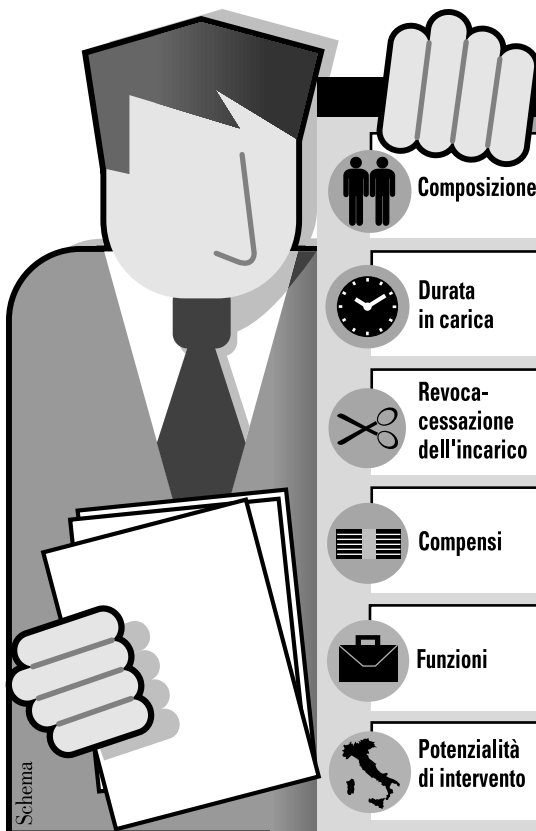 Composizione
Durata
in carica
Revoca-
cessazione
dell'incarico
Compensi
Funzioni
Potenzialità
di intervento
Schema